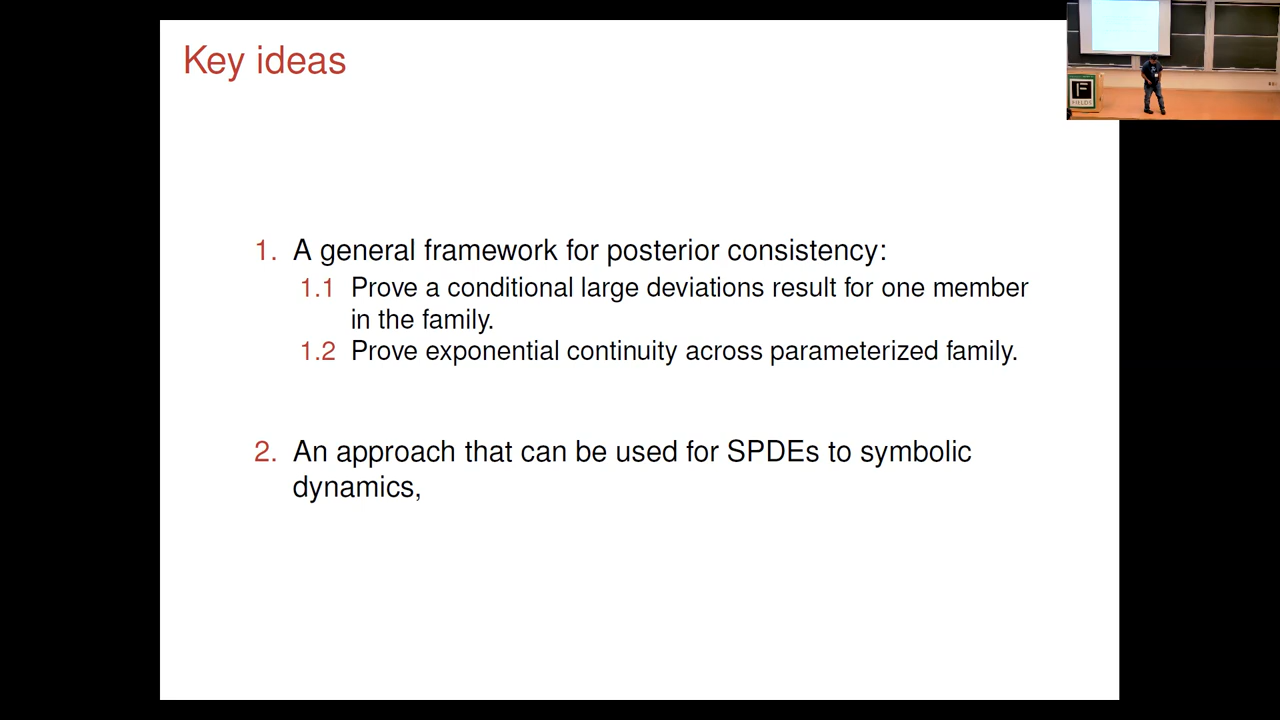 Key ideas
1. A general framework for posterior consistency:
1.1 Prove a conditional large deviations result for one member
in the family.
1.2 Prove exponential continuity across parameterized family.
2. An approach that can be used for SPDEs to symbolic
dynamics,
FIELDS